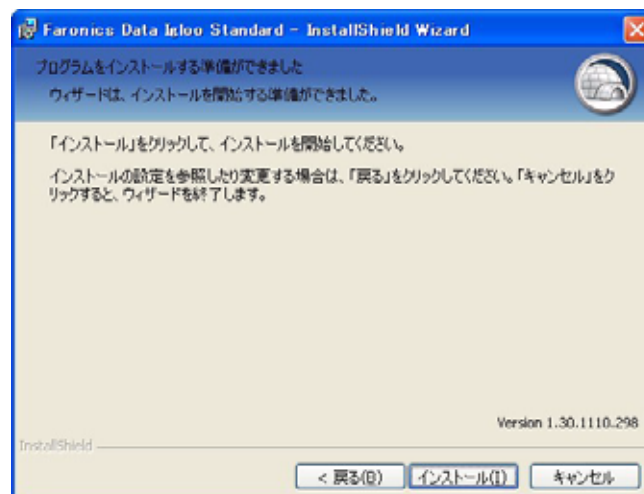 Faronics Data Igloo Standard - InstallShield Wizard
プログラムをインストールする準備ができました
ウィザードは、インストールを開始する準備ができました。
「インストール」をクリックして、インストールを開始してください。
インストールの設定を参照したり変更する場合は、「戻る」をクリックしてください。「キャンセル」をク
リックすると、ウィザードを終了します。
Version 1.30.1110.298
InstallShield
< 戻る(B) インストール(I) キャンセル